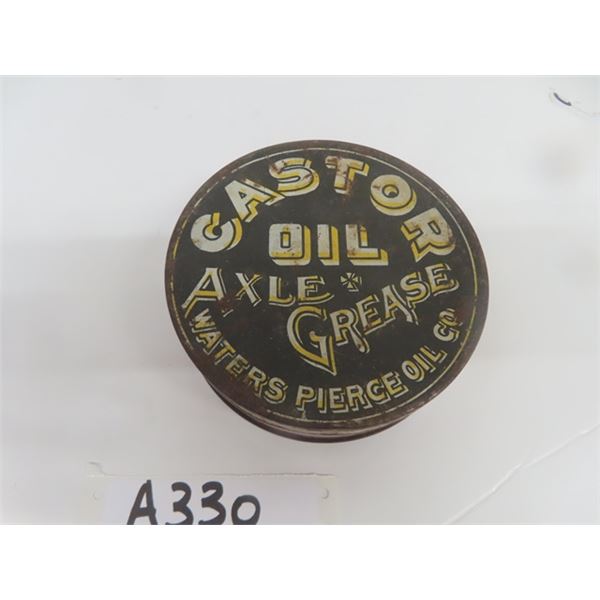 CASTOR
OIL
AXLE
GREASE
WATERS PIERCE OIL CO
A330